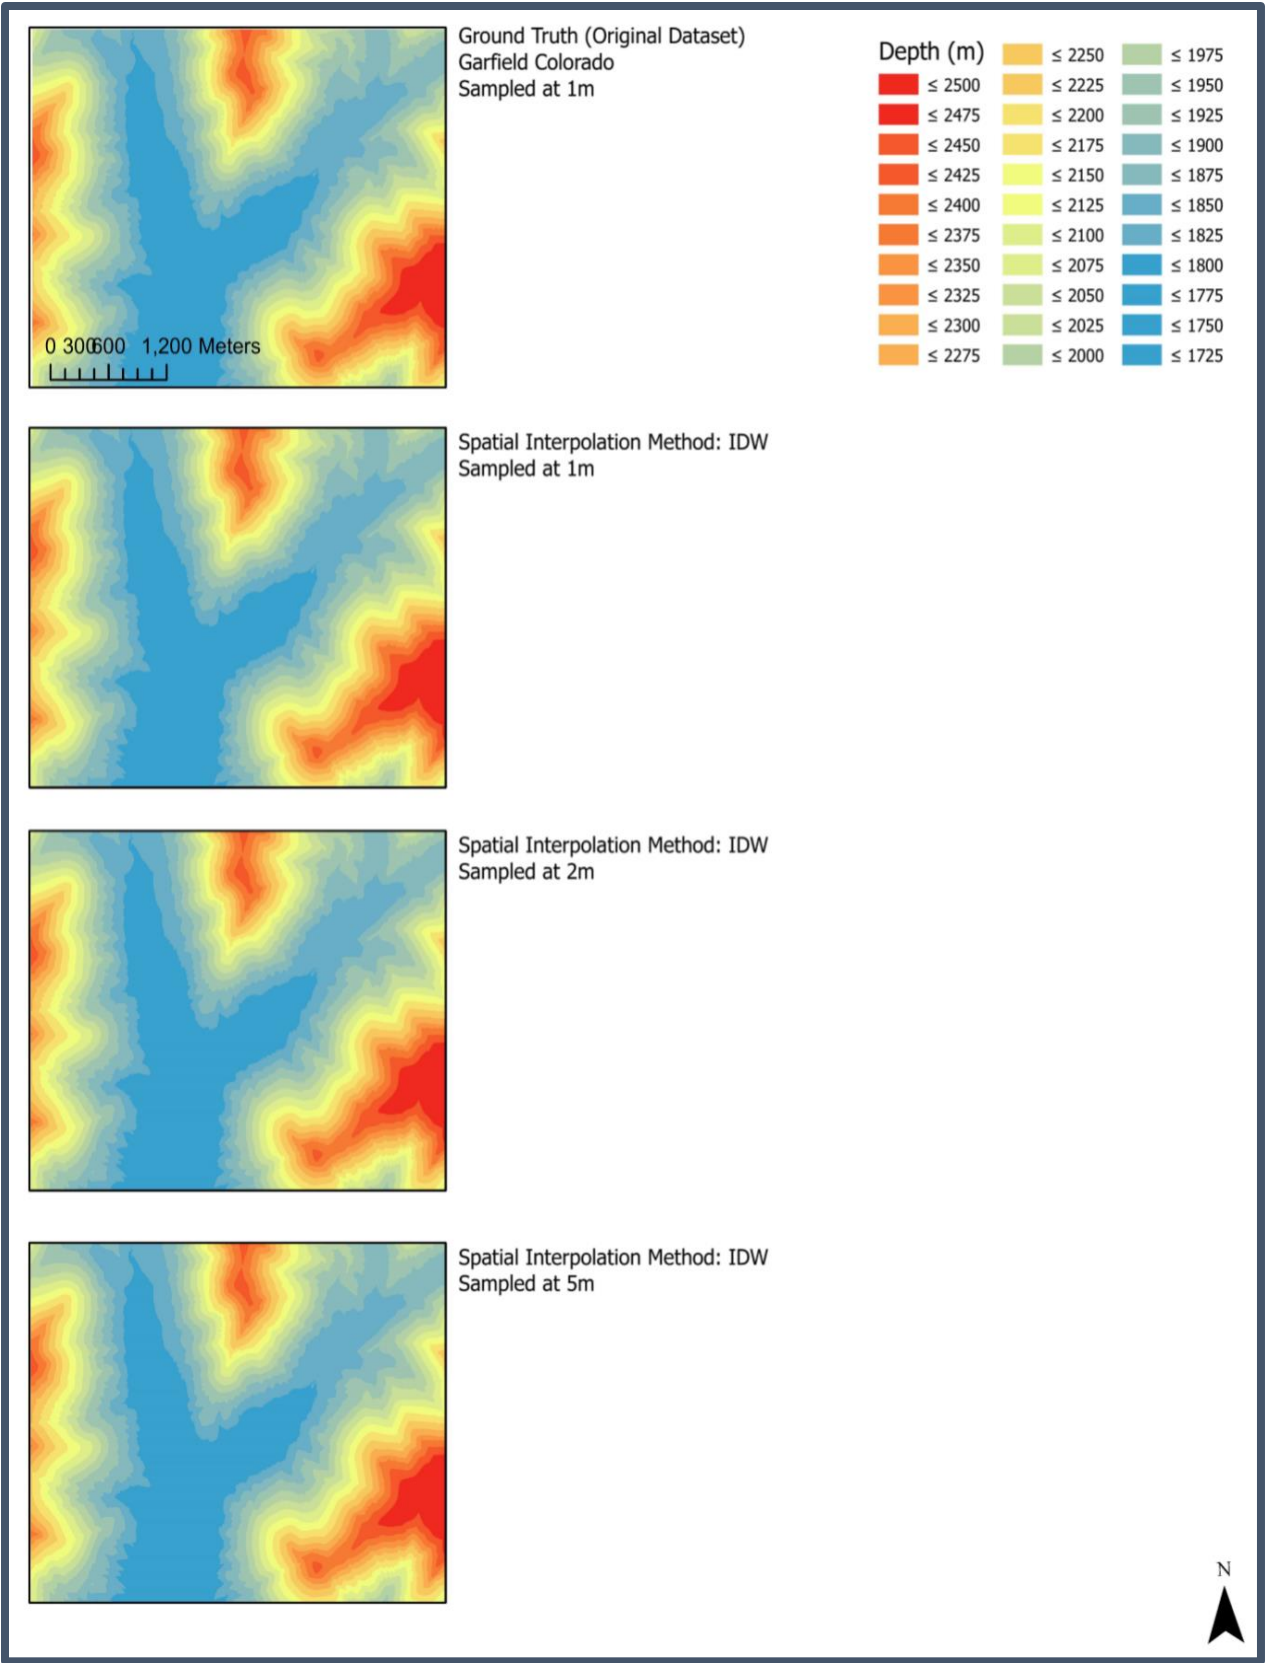 Ground Truth (Original Dataset)
Garfield Colorado
Sampled at 1m
0 300600 1,200 Meters
Depth (m)
≤ 2500
≤ 2475
≤ 2450
≤ 2425
≤ 2400
≤ 2375
≤ 2350
≤ 2325
≤ 2300
≤ 2275
≤ 2250
≤ 2225
≤ 2200
≤ 2175
≤ 2150
≤ 2125
≤ 2100
≤ 2075
≤ 2050
≤ 2025
≤ 2000
≤ 1975
≤ 1950
≤ 1925
≤ 1900
≤ 1875
≤ 1850
≤ 1825
≤ 1800
≤ 1775
≤ 1750
≤ 1725
Spatial Interpolation Method: IDW
Sampled at 1m
Spatial Interpolation Method: IDW
Sampled at 2m
Spatial Interpolation Method: IDW
Sampled at 5m
N